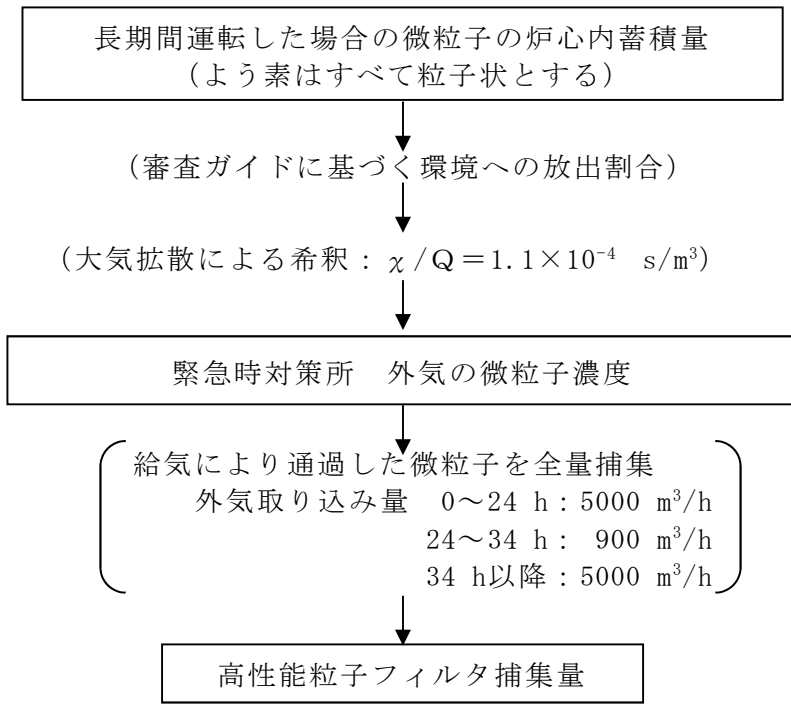 長期間運転した場合の微粒子の炉心内蓄積量
(よう素はすべて粒子状とする)
(審査ガイドに基づく環境への放出割合)
(大気拡散による希釈：χ/Q＝1.1×10⁻⁴ s/m³)
緊急時対策所　外気の微粒子濃度
給気により通過した微粒子を全量捕集
外気取り込み量　0～24 h：5000 m³/h
24～34 h： 900 m³/h
34 h以降：5000 m³/h
高性能粒子フィルタ捕集量